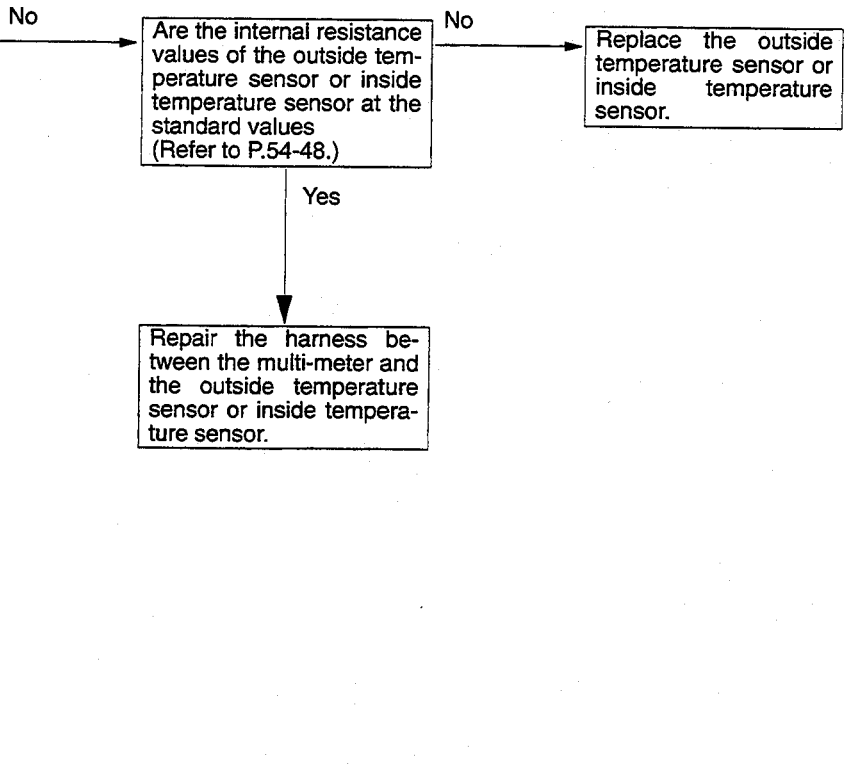 No
Are the internal resistance
values of the outside tem-
perature sensor or inside
temperature sensor at the
standard values
(Refer to P.54-48.)
No
Replace the outside
temperature sensor or
inside temperature
sensor.
Yes
Repair the harness be-
tween the multi-meter and
the outside temperature
sensor or inside tempera-
ture sensor.